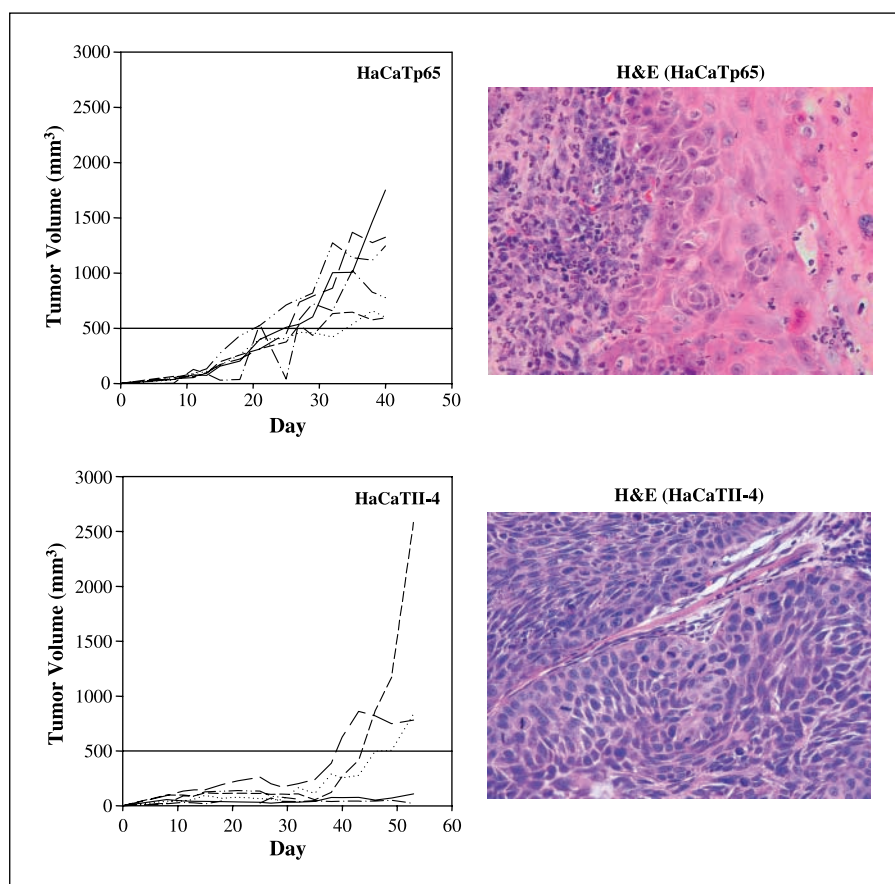 HaCaTp65
Tumor Volume (mm³)
3000
2500
2000
1500
1000
500
0
0 10 20 30 40 50
Day
H&E (HaCaTp65)
HaCaTII-4
Tumor Volume (mm³)
3000
2500
2000
1500
1000
500
0
0 10 20 30 40 50 60
Day
H&E (HaCaTII-4)